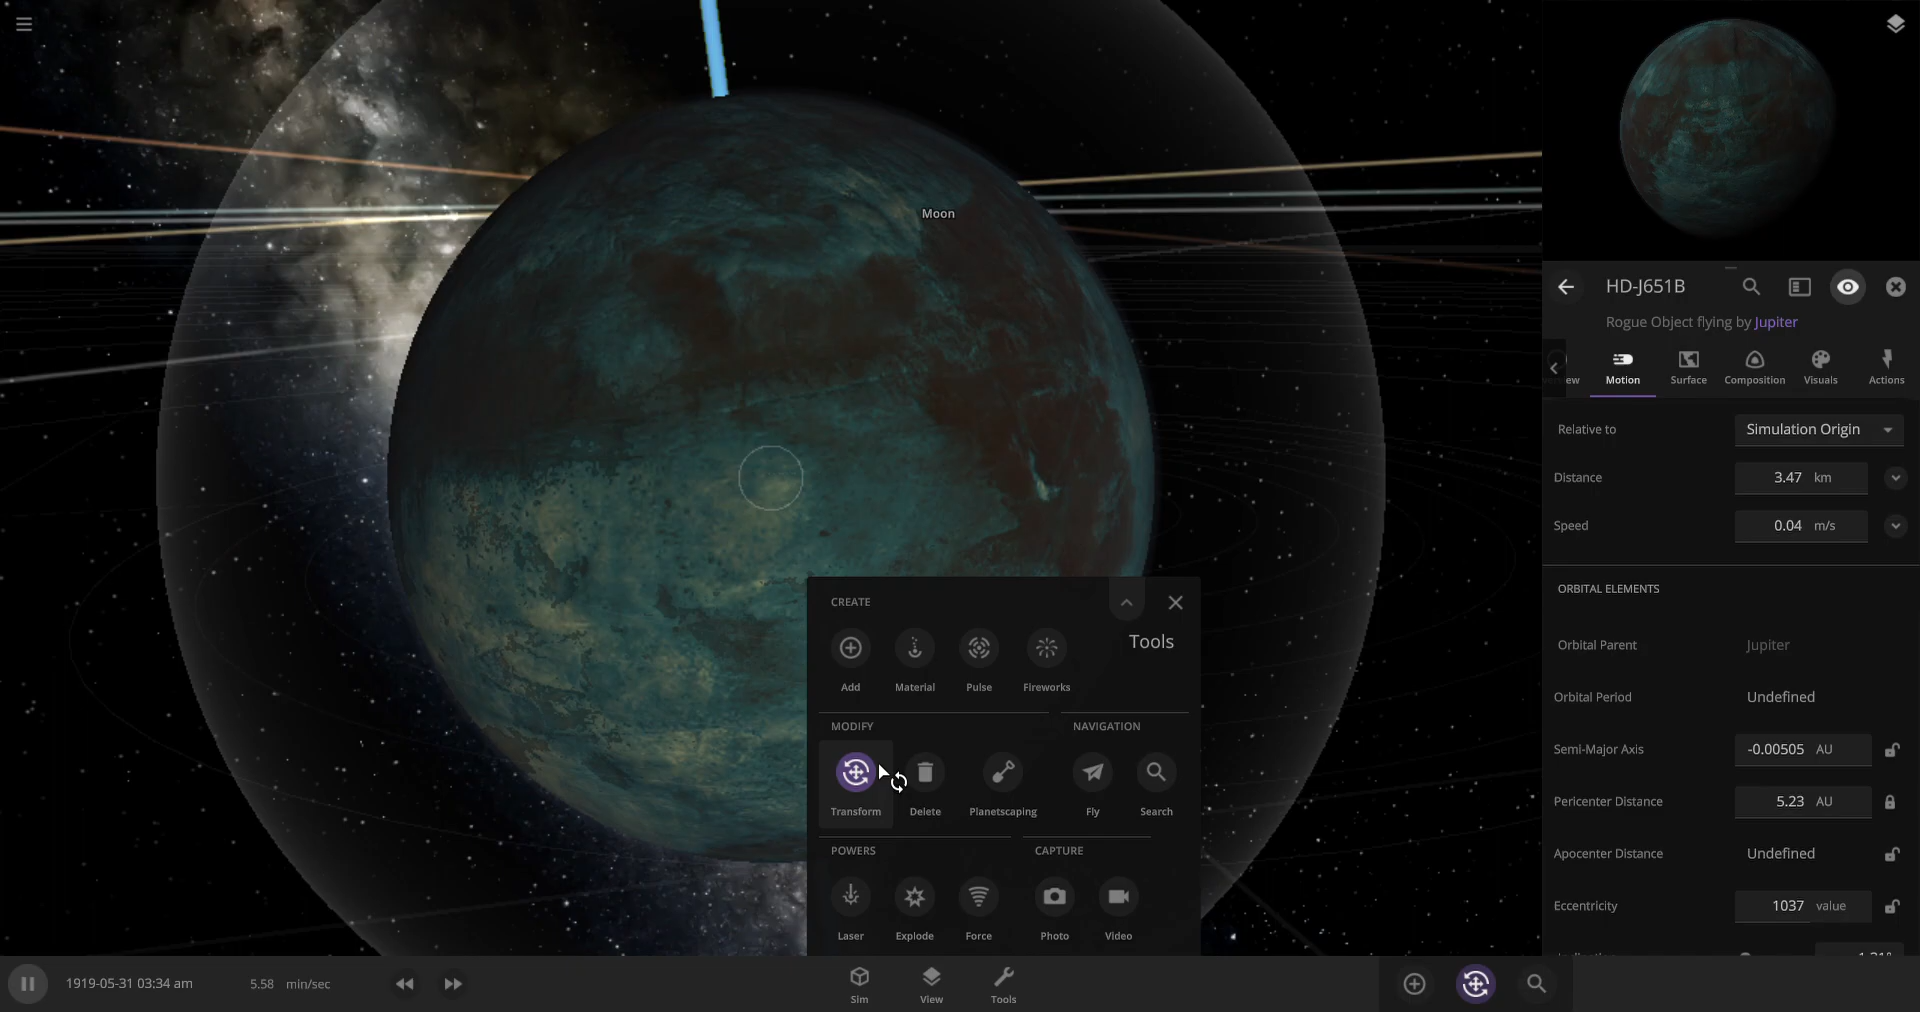 Moon
HD-J651B
Rogue Object flying by Jupiter
ew
Motion
Surface
Composition
Visuals
Actions
Relative to
Simulation Origin
Distance
3.47 km
Speed
0.04 m/s
ORBITAL ELEMENTS
Orbital Parent
Jupiter
Orbital Period
Undefined
Semi-Major Axis
-0.00505 AU
Pericenter Distance
5.23 AU
Apocenter Distance
Undefined
Eccentricity
1037 value
CREATE
Tools
Add
Material
Pulse
Fireworks
MODIFY
NAVIGATION
Transform
Delete
Planetscaping
Fly
Search
POWERS
CAPTURE
Laser
Explode
Force
Photo
Video
1919-05-31 03:34 am
5.58 min/sec
Sim
View
Tools